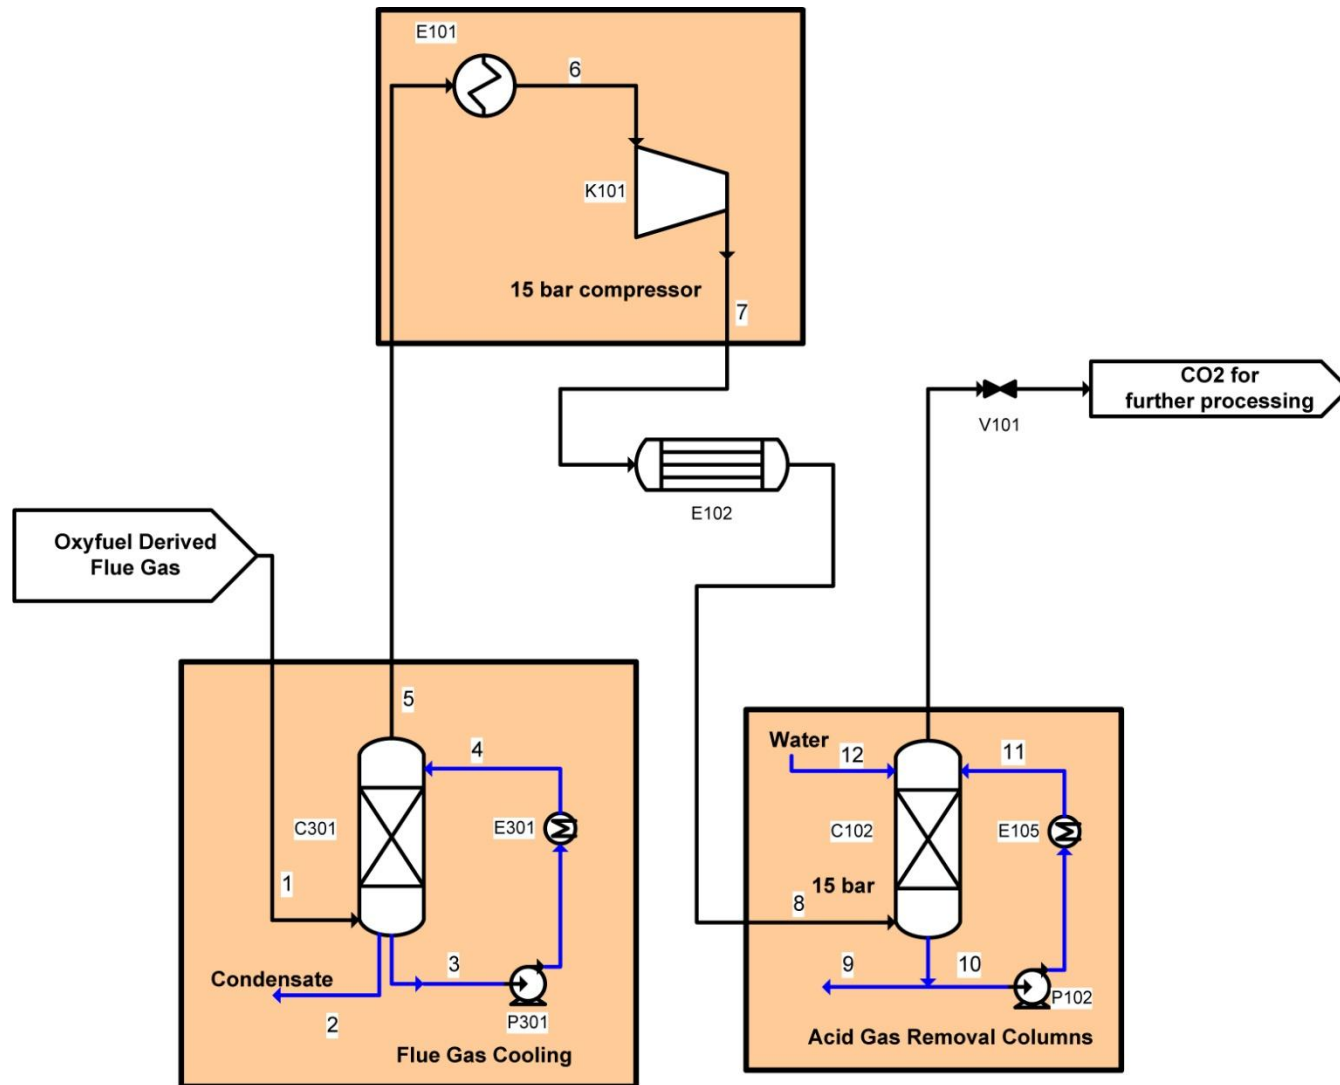 E101
6
K101
15 bar compressor
7
CO2 for
further processing
V101
E102
Oxyfuel Derived
Flue Gas
5
4
C301
E301
1
3
Condensate
2
P301
Flue Gas Cooling
Water
12
11
C102
E105
15 bar
8
9
10
P102
Acid Gas Removal Columns